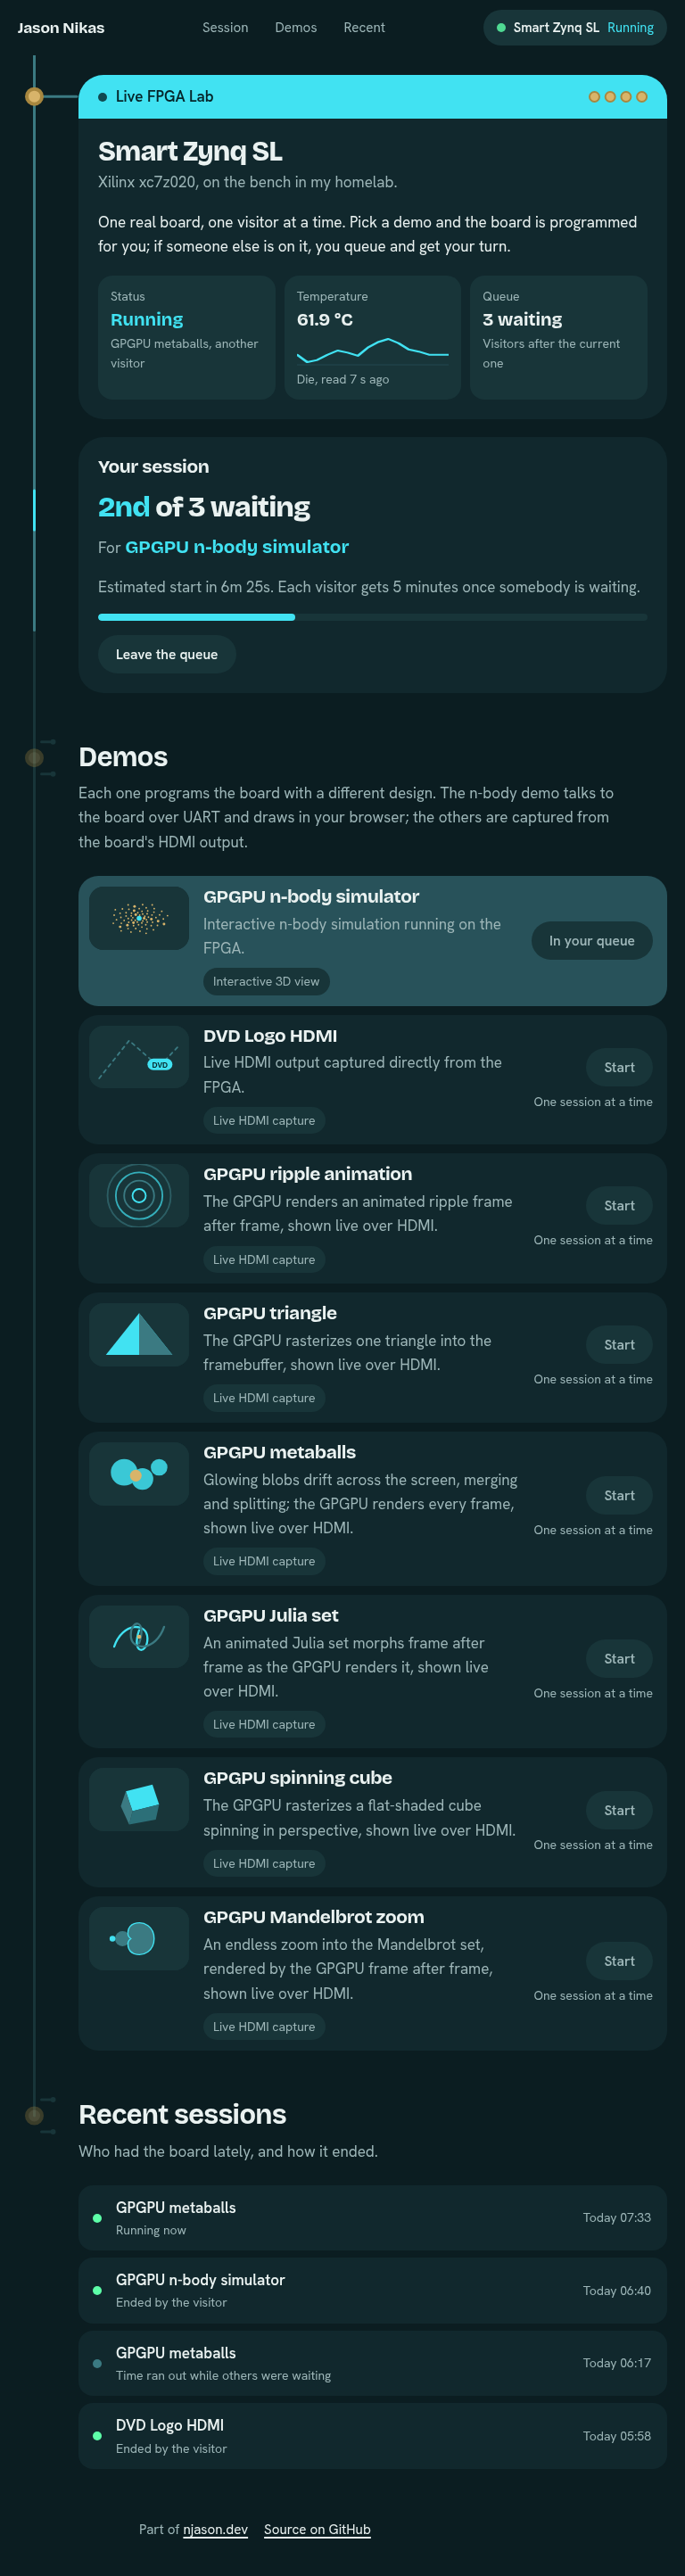 Jason Nikas
Session
Demos
Recent
Smart Zynq SL Running
Live FPGA Lab
Smart Zynq SL
Xilinx xc7z020, on the bench in my homelab.
One real board, one visitor at a time. Pick a demo and the board is programmed
for you; if someone else is on it, you queue and get your turn.
Status
Running
GPGPU metaballs, another
visitor
Temperature
61.9 °C
Die, read 7 s ago
Queue
3 waiting
Visitors after the current
one
Your session
2nd of 3 waiting
For GPGPU n-body simulator
Estimated start in 6m 25s. Each visitor gets 5 minutes once somebody is waiting.
Leave the queue
Demos
Each one programs the board with a different design. The n-body demo talks to
the board over UART and draws in your browser; the others are captured from
the board's HDMI output.
GPGPU n-body simulator
Interactive n-body simulation running on the
FPGA.
Interactive 3D view
In your queue
DVD
DVD Logo HDMI
Live HDMI output captured directly from the
FPGA.
Live HDMI capture
Start
One session at a time
GPGPU ripple animation
The GPGPU renders an animated ripple frame
after frame, shown live over HDMI.
Live HDMI capture
Start
One session at a time
GPGPU triangle
The GPGPU rasterizes one triangle into the
framebuffer, shown live over HDMI.
Live HDMI capture
Start
One session at a time
GPGPU metaballs
Glowing blobs drift across the screen, merging
and splitting; the GPGPU renders every frame,
shown live over HDMI.
Live HDMI capture
Start
One session at a time
GPGPU Julia set
An animated Julia set morphs frame after
frame as the GPGPU renders it, shown live
over HDMI.
Live HDMI capture
Start
One session at a time
GPGPU spinning cube
The GPGPU rasterizes a flat-shaded cube
spinning in perspective, shown live over HDMI.
Live HDMI capture
Start
One session at a time
GPGPU Mandelbrot zoom
An endless zoom into the Mandelbrot set,
rendered by the GPGPU frame after frame,
shown live over HDMI.
Live HDMI capture
Start
One session at a time
Recent sessions
Who had the board lately, and how it ended.
GPGPU metaballs
Running now
Today 07:33
GPGPU n-body simulator
Ended by the visitor
Today 06:40
GPGPU metaballs
Time ran out while others were waiting
Today 06:17
DVD Logo HDMI
Ended by the visitor
Today 05:58
Part of njason.dev Source on GitHub